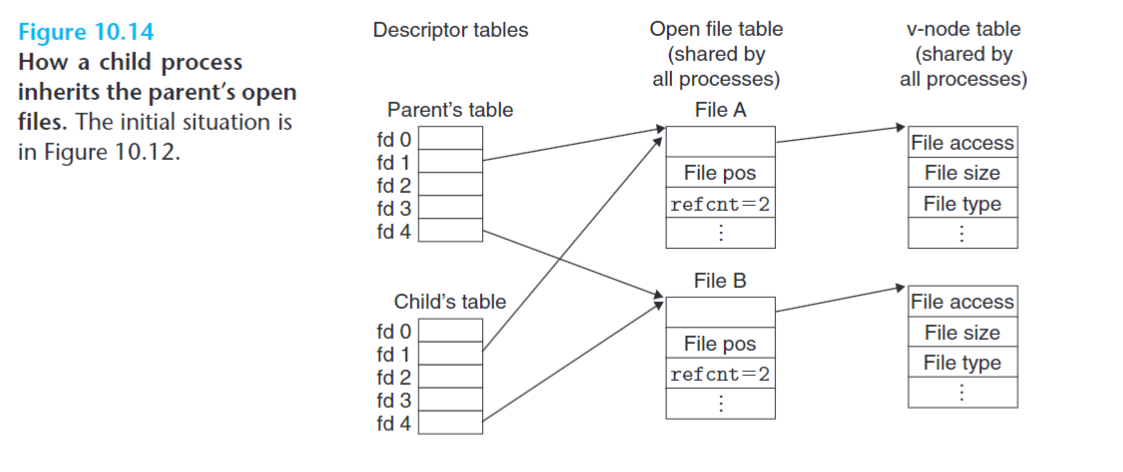 Figure 10.14
How a child process
inherits the parent's open
files. The initial situation is
in Figure 10.12.
Descriptor tables
Open file table
(shared by
all processes)
v-node table
(shared by
all processes)
Parent's table
fd 0
fd 1
fd 2
fd 3
fd 4
File A
File pos
refcnt=2
⋮
File access
File size
File type
⋮
Child's table
fd 0
fd 1
fd 2
fd 3
fd 4
File B
File pos
refcnt=2
⋮
File access
File size
File type
⋮